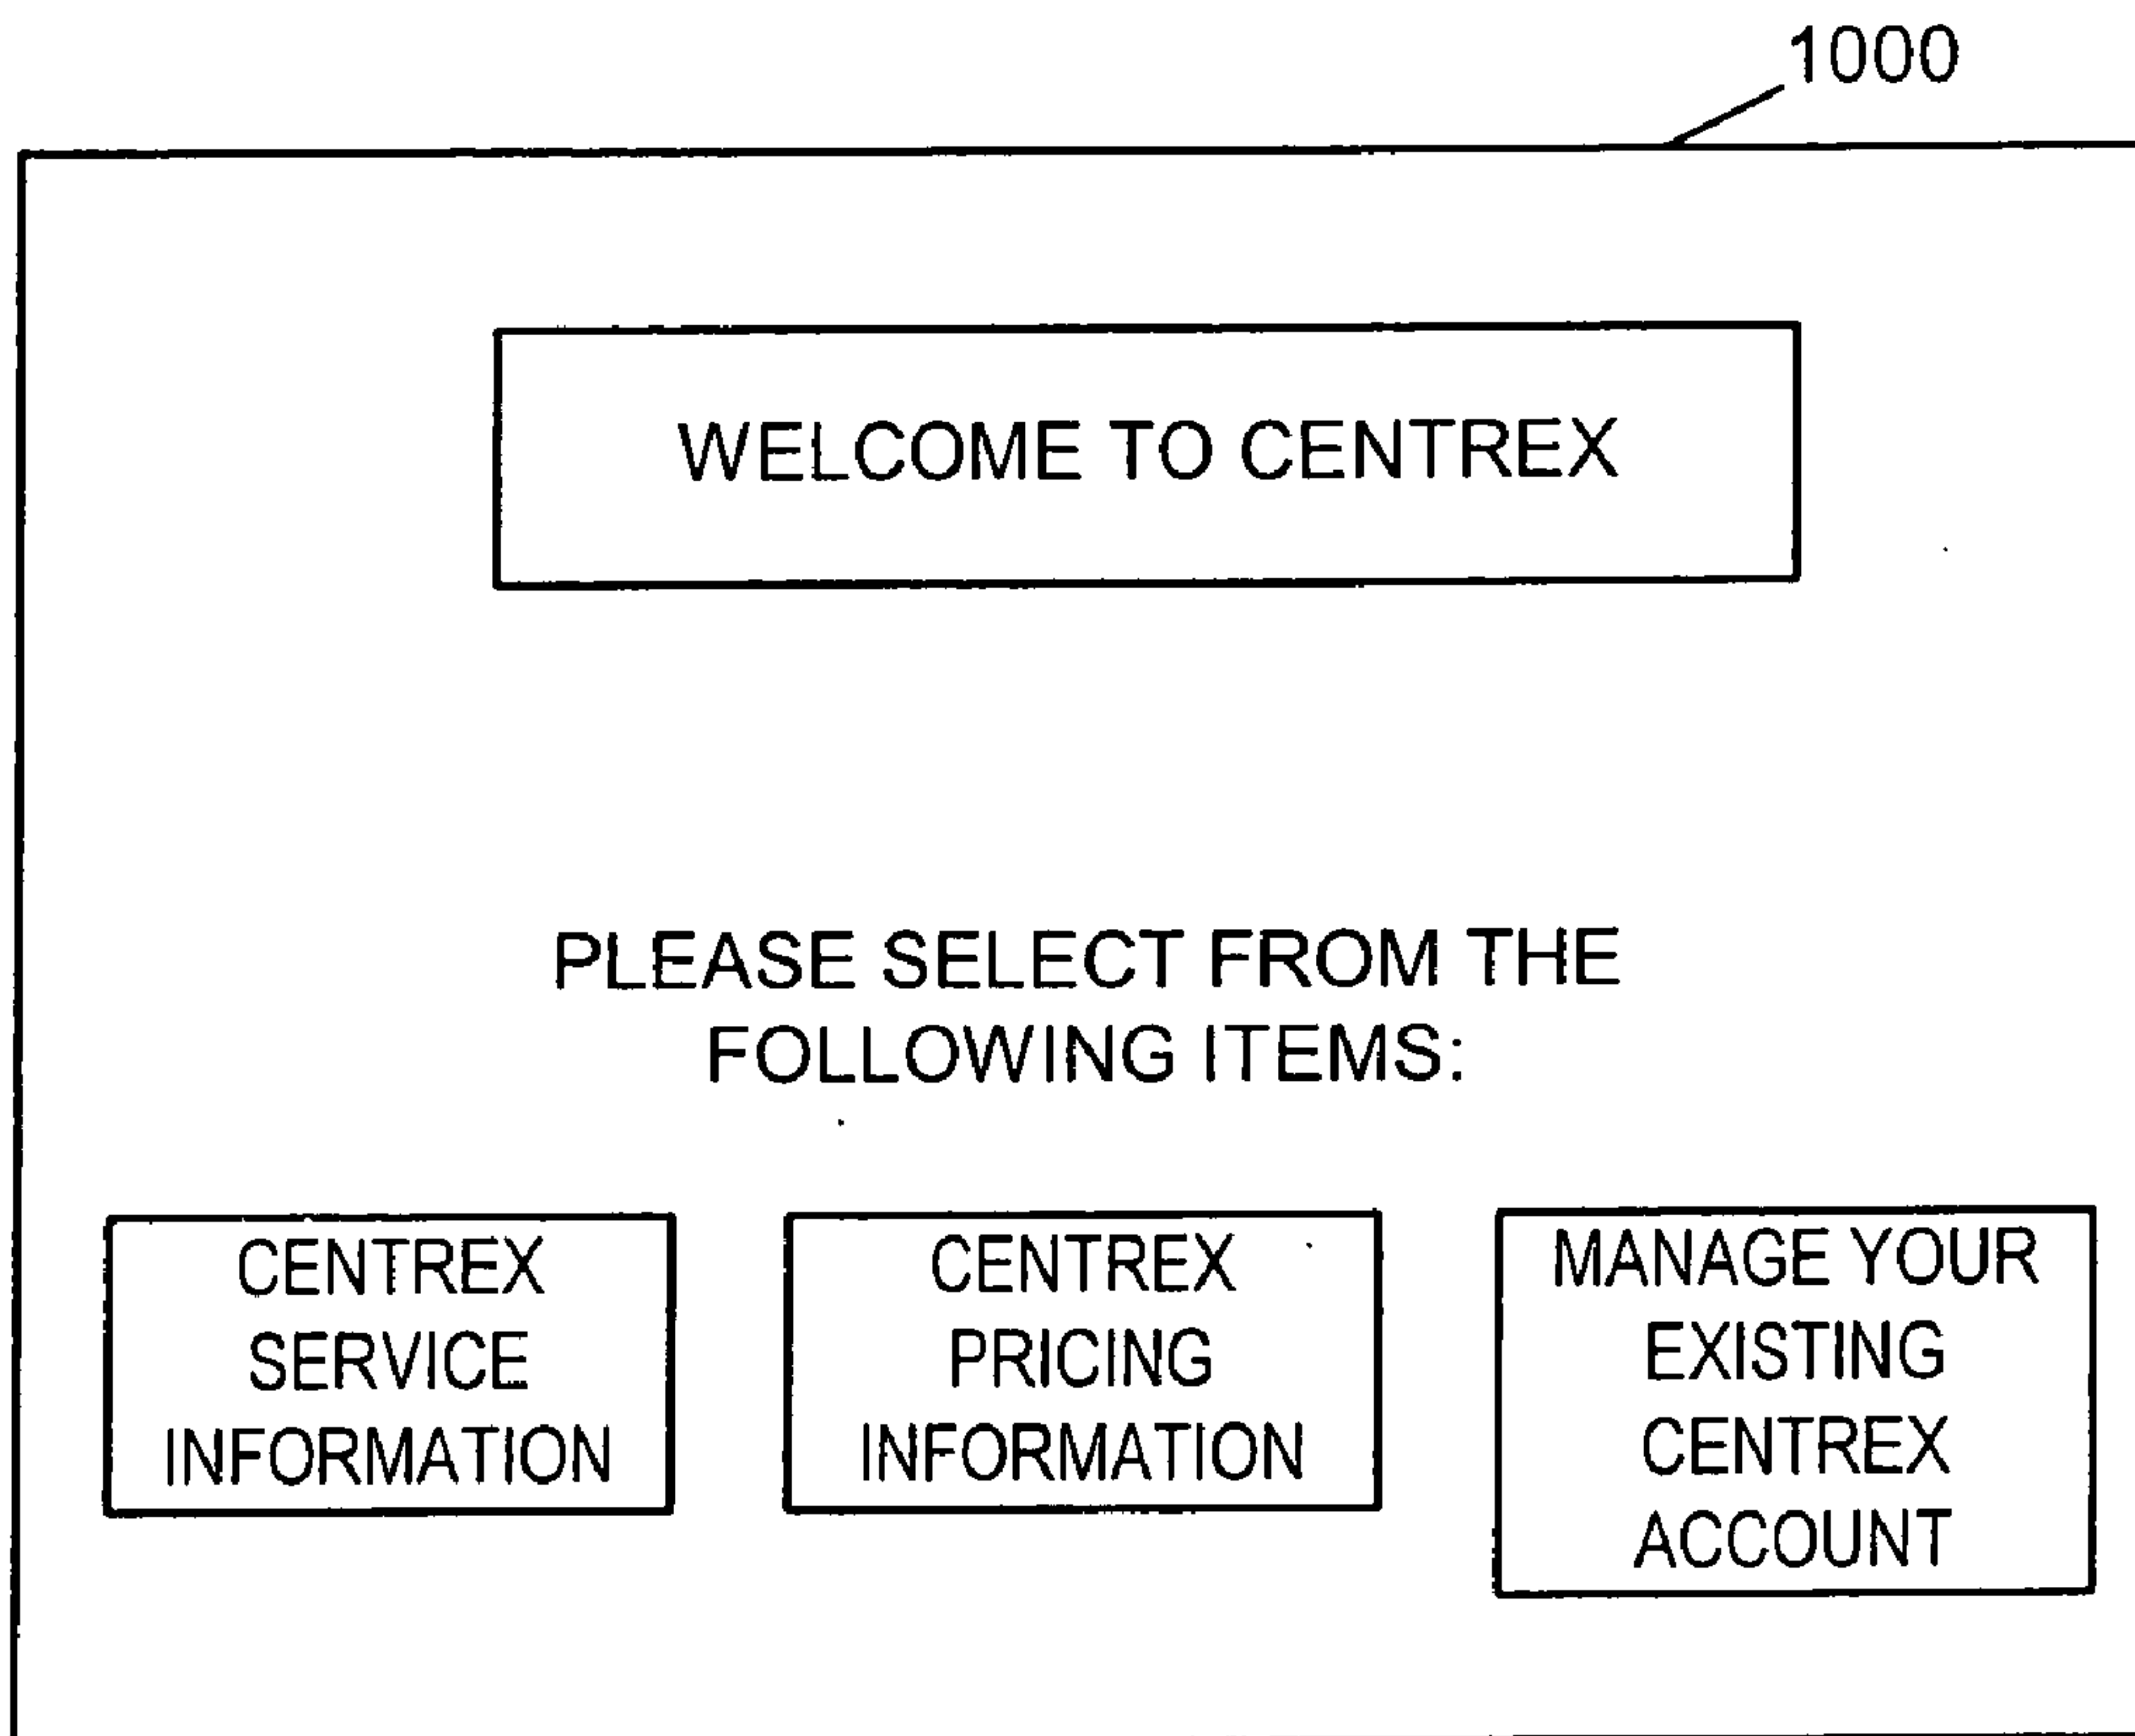 1000
WELCOME TO CENTREX
PLEASE SELECT FROM THE
FOLLOWING ITEMS:
CENTREX
SERVICE
INFORMATION
CENTREX
PRICING
INFORMATION
MANAGE YOUR
EXISTING
CENTREX
ACCOUNT